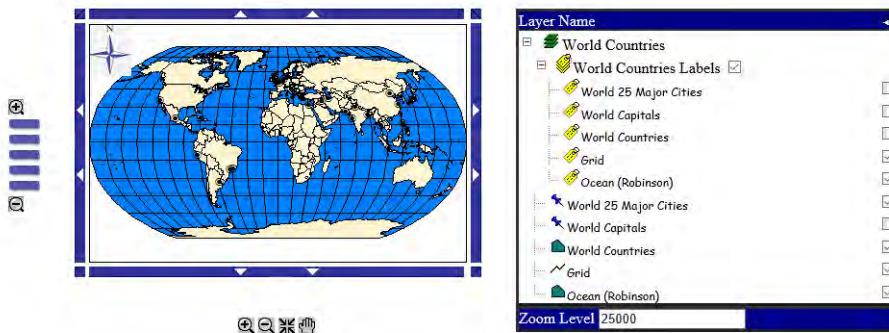 N
Layer Name
World Countries
World Countries Labels
World 25 Major Cities
World Capitals
World Countries
Grid
Ocean (Robinson)
World 25 Major Cities
World Capitals
World Countries
Grid
Ocean (Robinson)
Zoom Level 25000